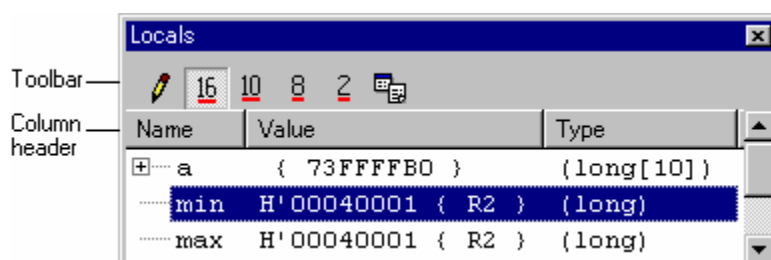 Locals
Toolbar
16 10 8 2
Column
header
Name Value Type
a { 73FFFFB0 } (long[10])
min H'00040001 { R2 } (long)
max H'00040001 { R2 } (long)